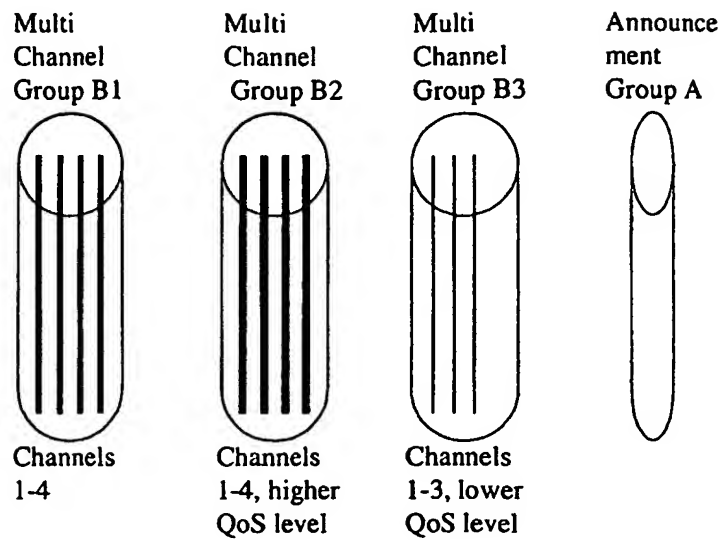 Multi
Channel
Group B1
Multi
Channel
Group B2
Multi
Channel
Group B3
Announce
ment
Group A
Channels
1-4
Channels
1-4, higher
QoS level
Channels
1-3, lower
QoS level